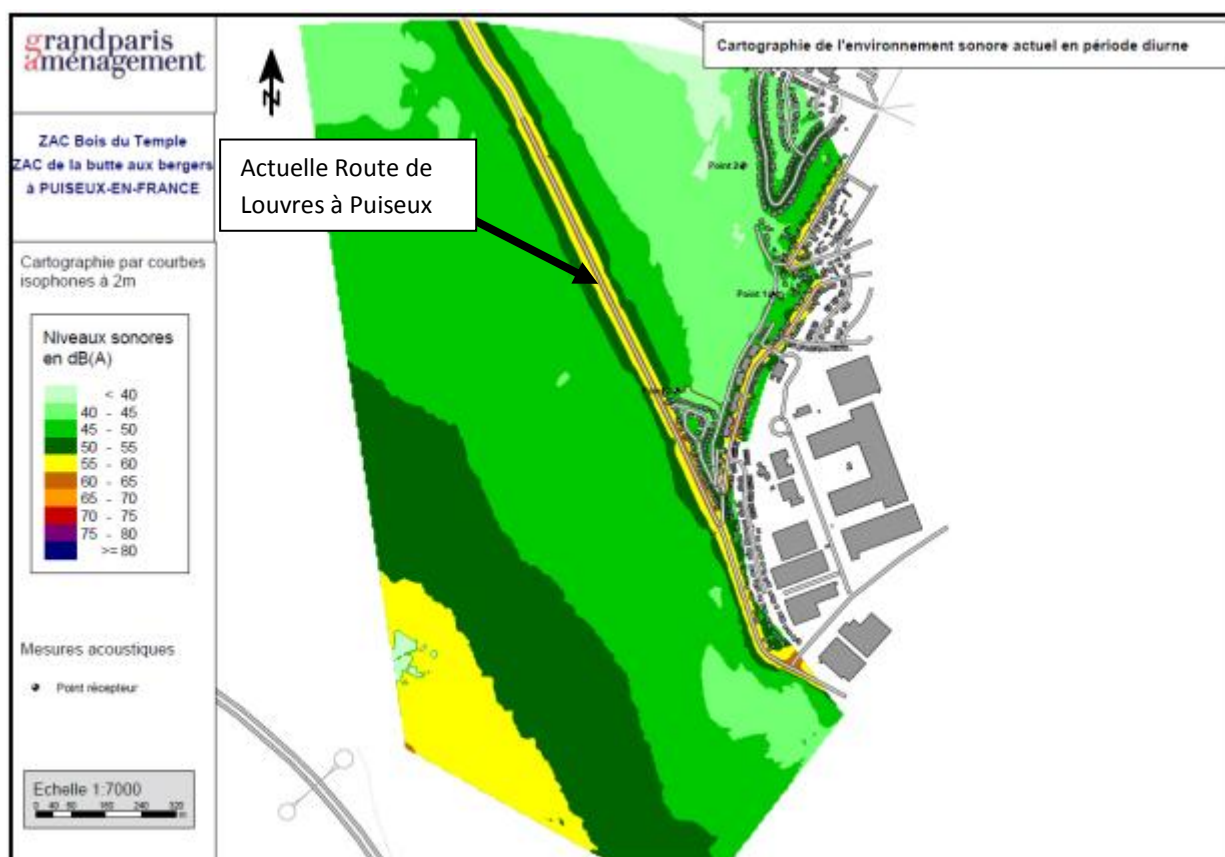 grandparis
aménagement
ZAC Bois du Temple
ZAC de la butte aux bergers
à PUISEUX-EN-FRANCE
Cartographie par courbes
isophones à 2m
Niveaux sonores
en dB(A)
< 40
40 - 45
45 - 50
50 - 55
55 - 60
60 - 65
65 - 70
70 - 75
75 - 80
>= 80
Mesures acoustiques
Point récepteur
Echelle 1:7000
0 40 80 160 240 320
m
N
Actuelle Route de
Louvres à Puiseux
Cartographie de l'environnement sonore actuel en période diurne
Point 2
Point 1